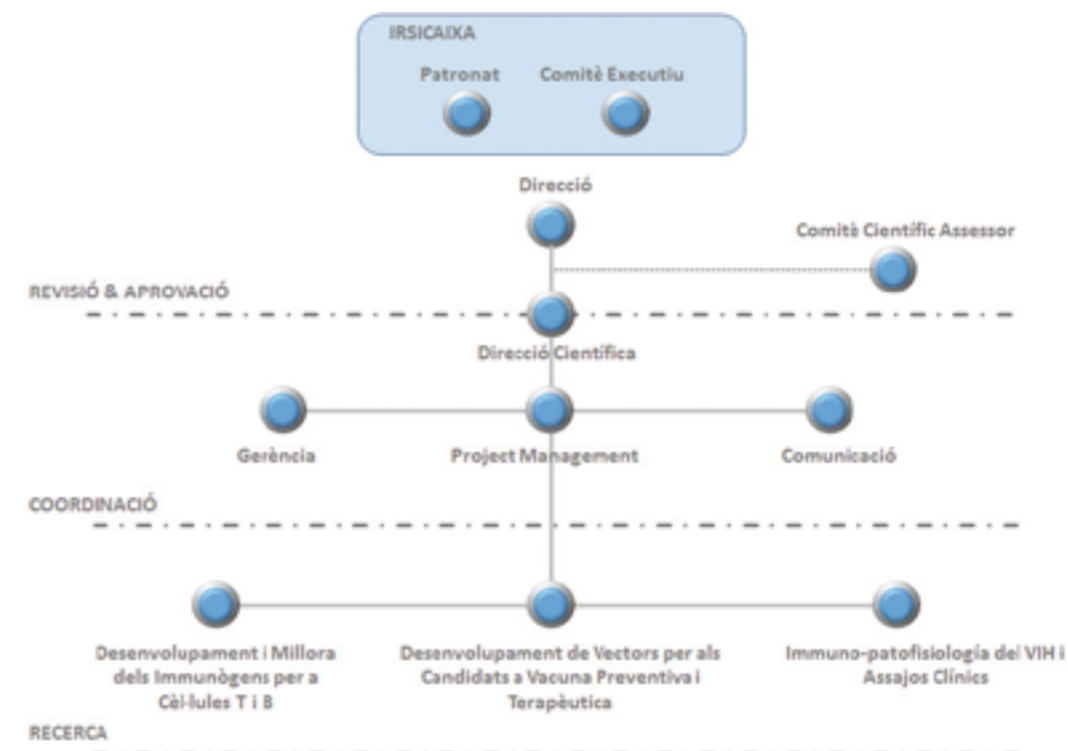 IRSICAIXA
Patronat
Comitè Executiu
Direcció
Comitè Científic Assessor
REVISIÓ & APROVACIÓ
Direcció Científica
Gerència
Project Management
Comunicació
COORDINACIÓ
Desenvolupament i Millora
dels Immunògens per a
Cèl·lules T i B
Desenvolupament de Vectors per als
Candidats a Vacuna Preventiva i
Terapèutica
Immuno-patofisiología del VIH i
Assajos Clínics
RECERCA